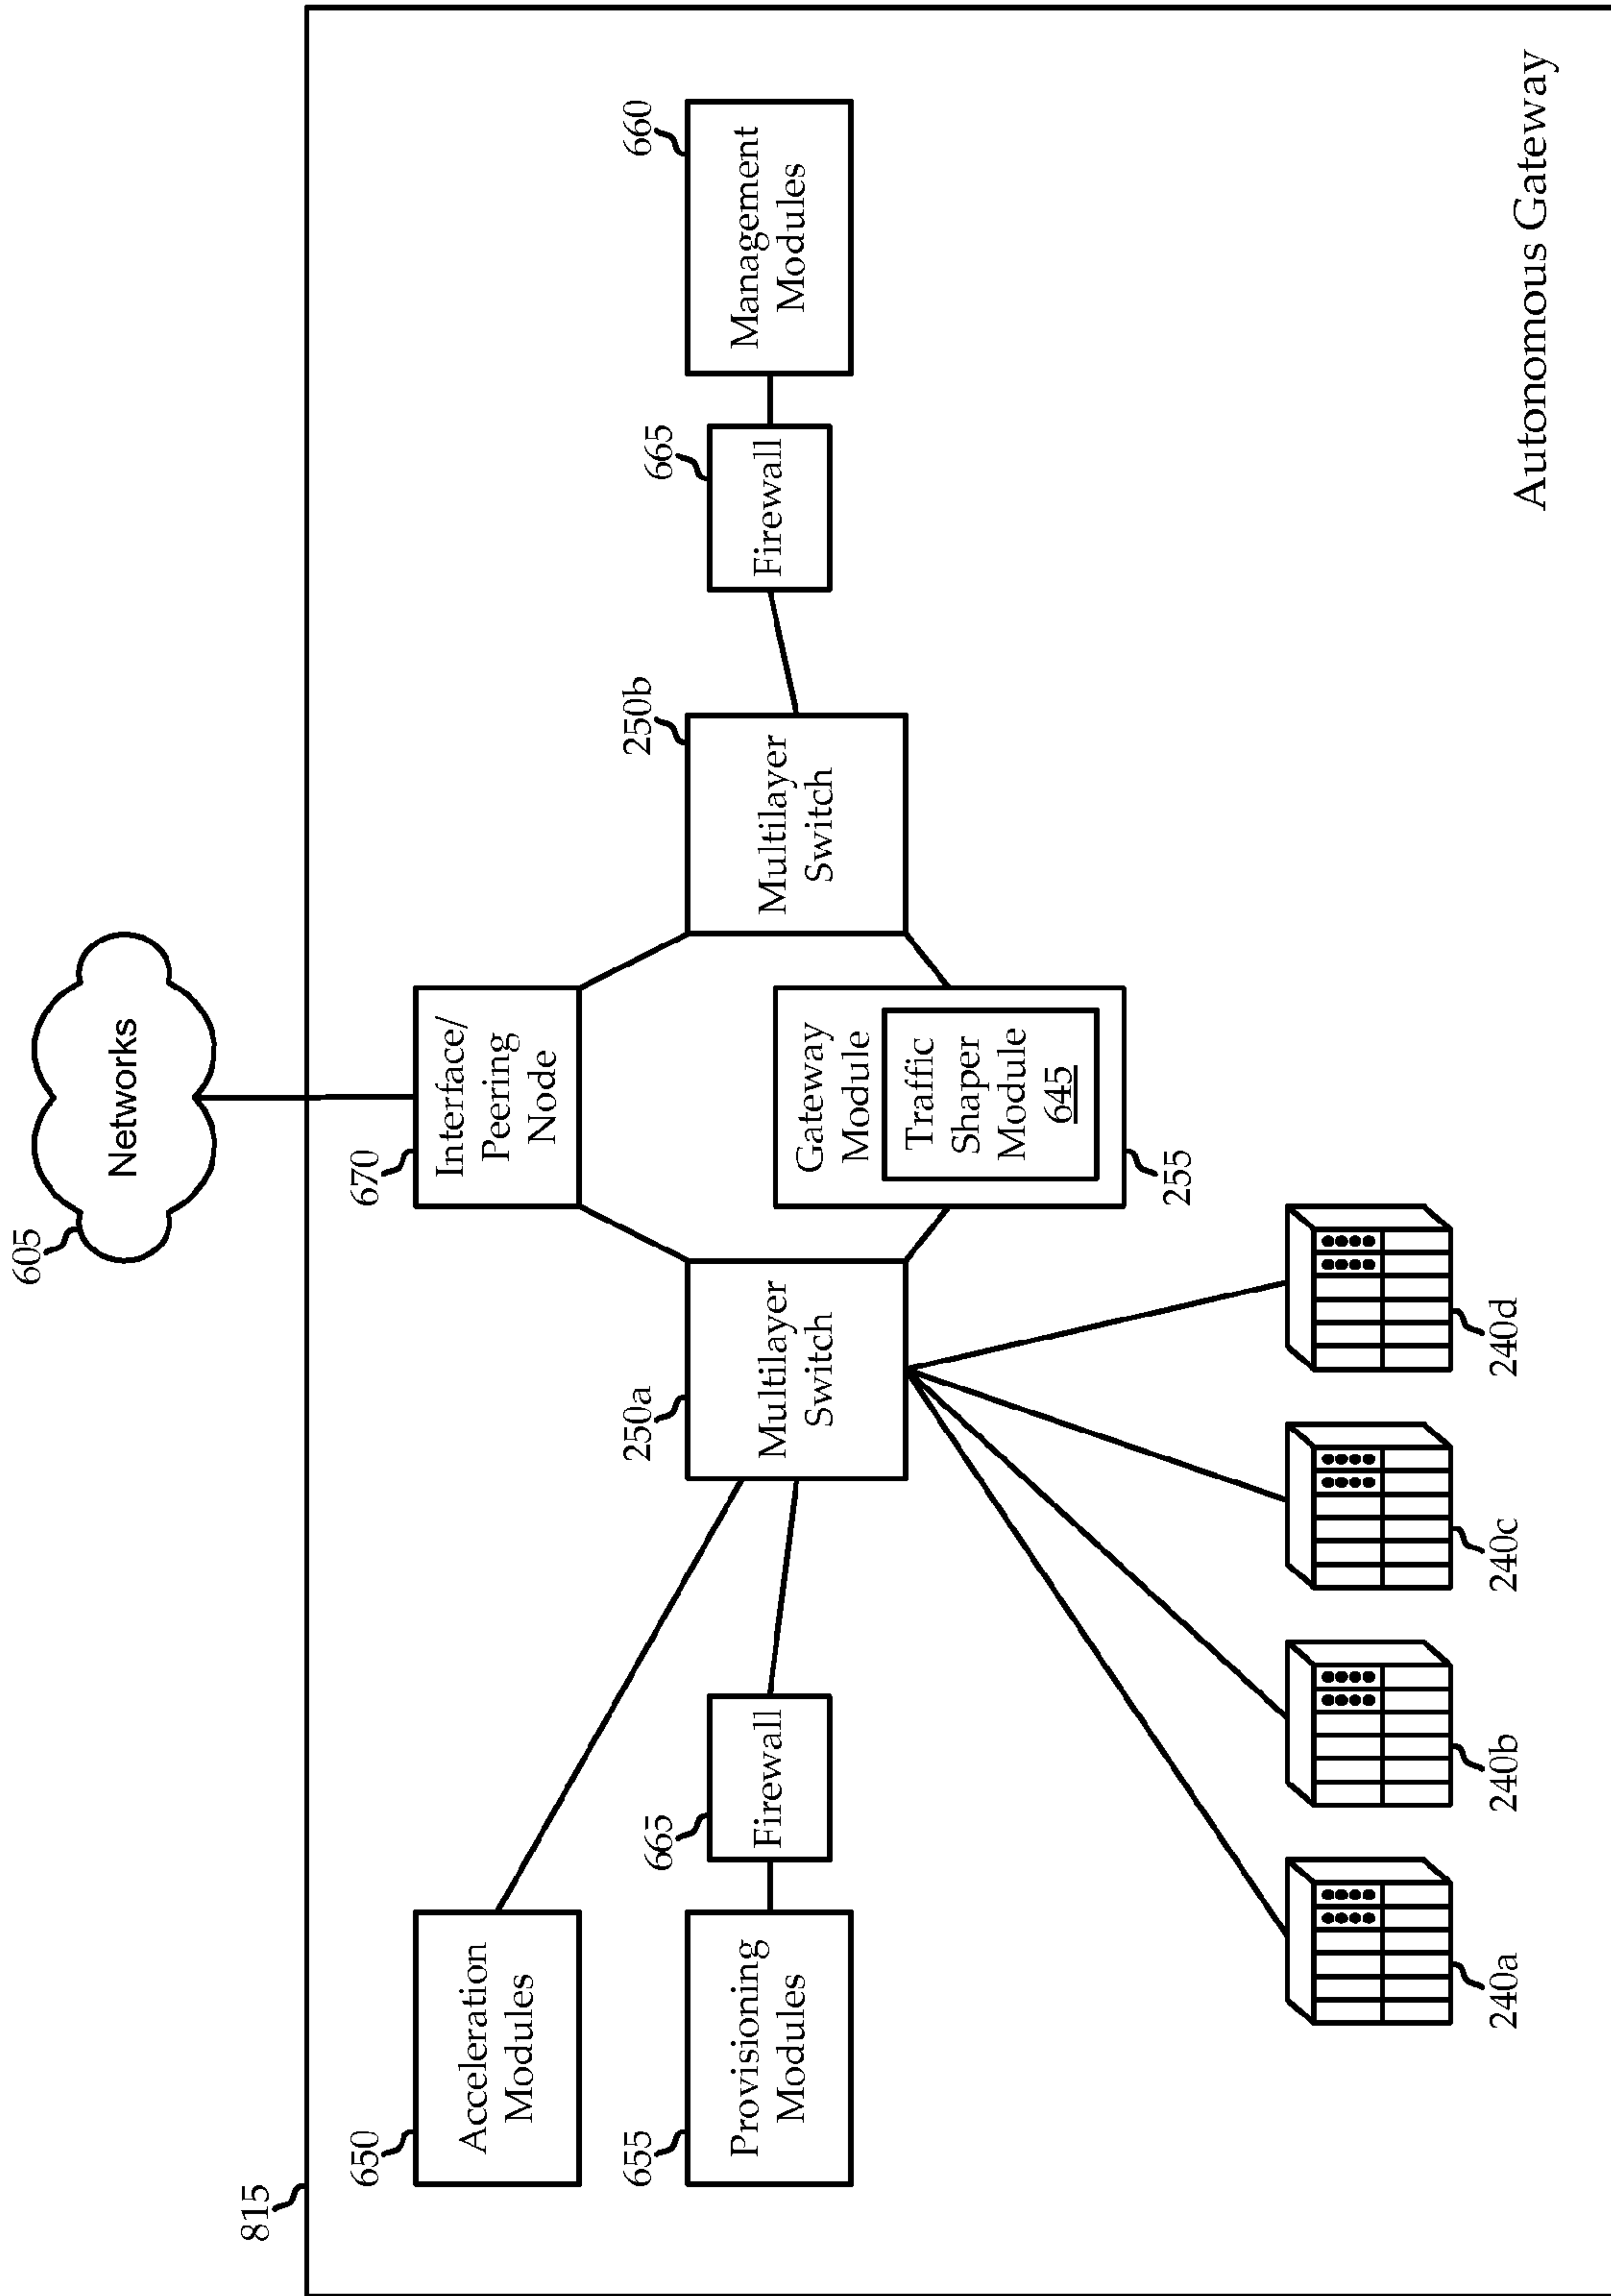 605
Networks
815
650
Acceleration
Modules
670
Interface/
Peering
Node
655
Provisioning
Modules
665
Firewall
250a
Multilayer
Switch
250b
Multilayer
Switch
665
Firewall
660
Management
Modules
Gateway
Module
Traffic
Shaper
Module
645
255
240a
240b
240c
240d
Autonomous Gateway